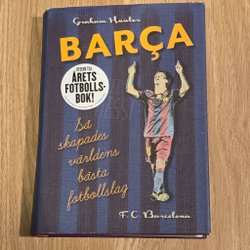 Graham Hunter
BARÇA
UTSEDD TILL
ÅRETS
FOTBOLLS-
BOK!
Så
skapades
världens
bästa
fotbollslag
F.C. Barcelona